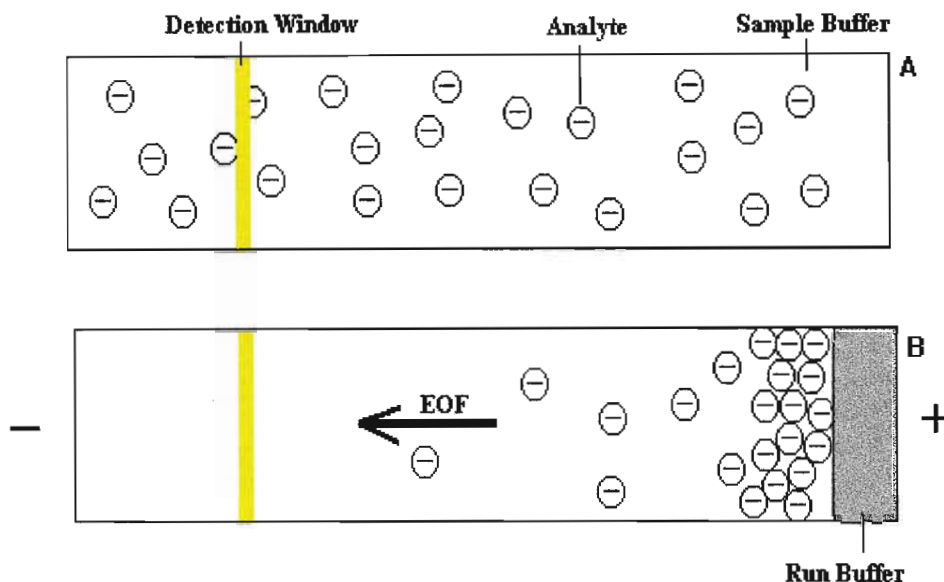 Detection Window
Analyte
Sample Buffer
A
B
EOF
−
+
Run Buffer